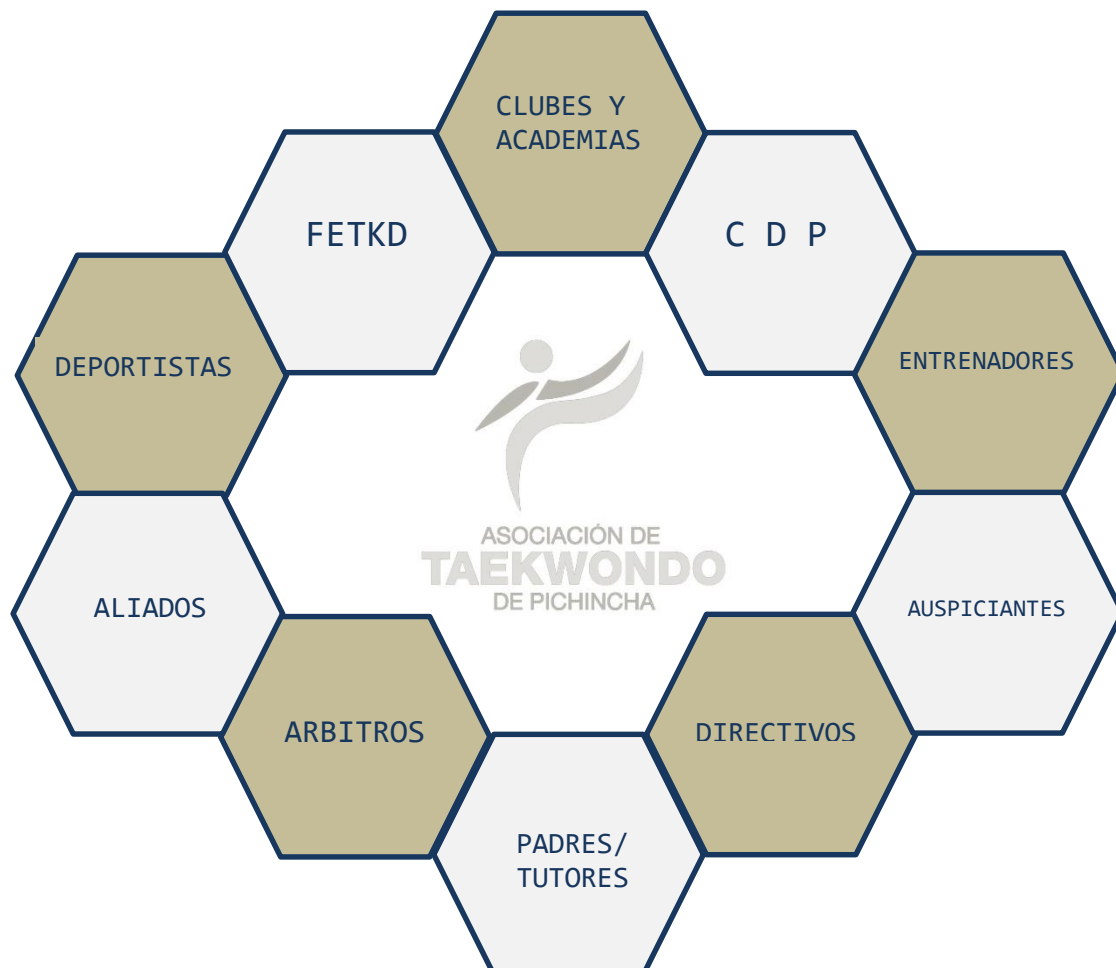 CLUBES Y
ACADEMIAS
FETKD
C D P
DEPORTISTAS
ENTRENADORES
ASOCIACIÓN DE
TAEKWONDO
DE PICHINCHA
ALIADOS
AUSPICIANTES
ARBITROS
DIRECTIVOS
PADRES/
TUTORES